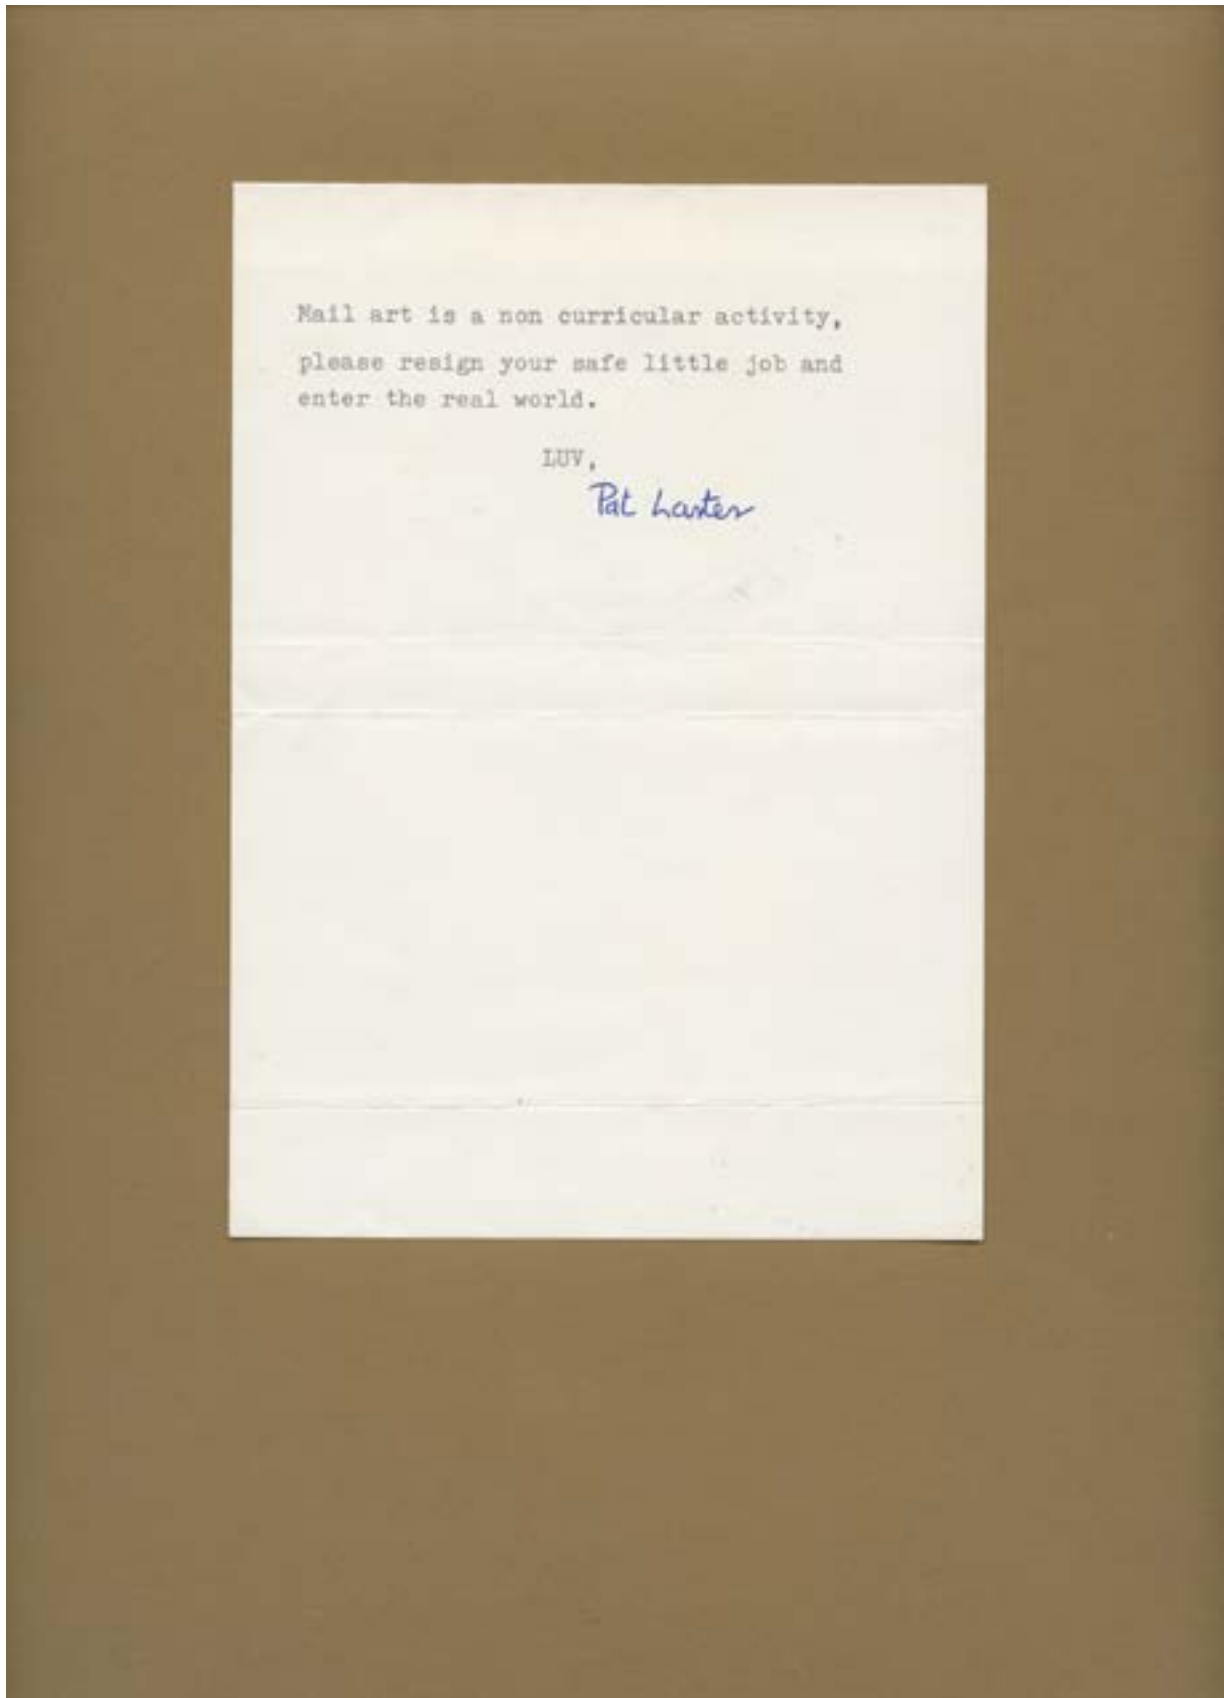 Mail art is a non curricular activity,
please resign your safe little job and
enter the real world.
LUV,
Pat Larter